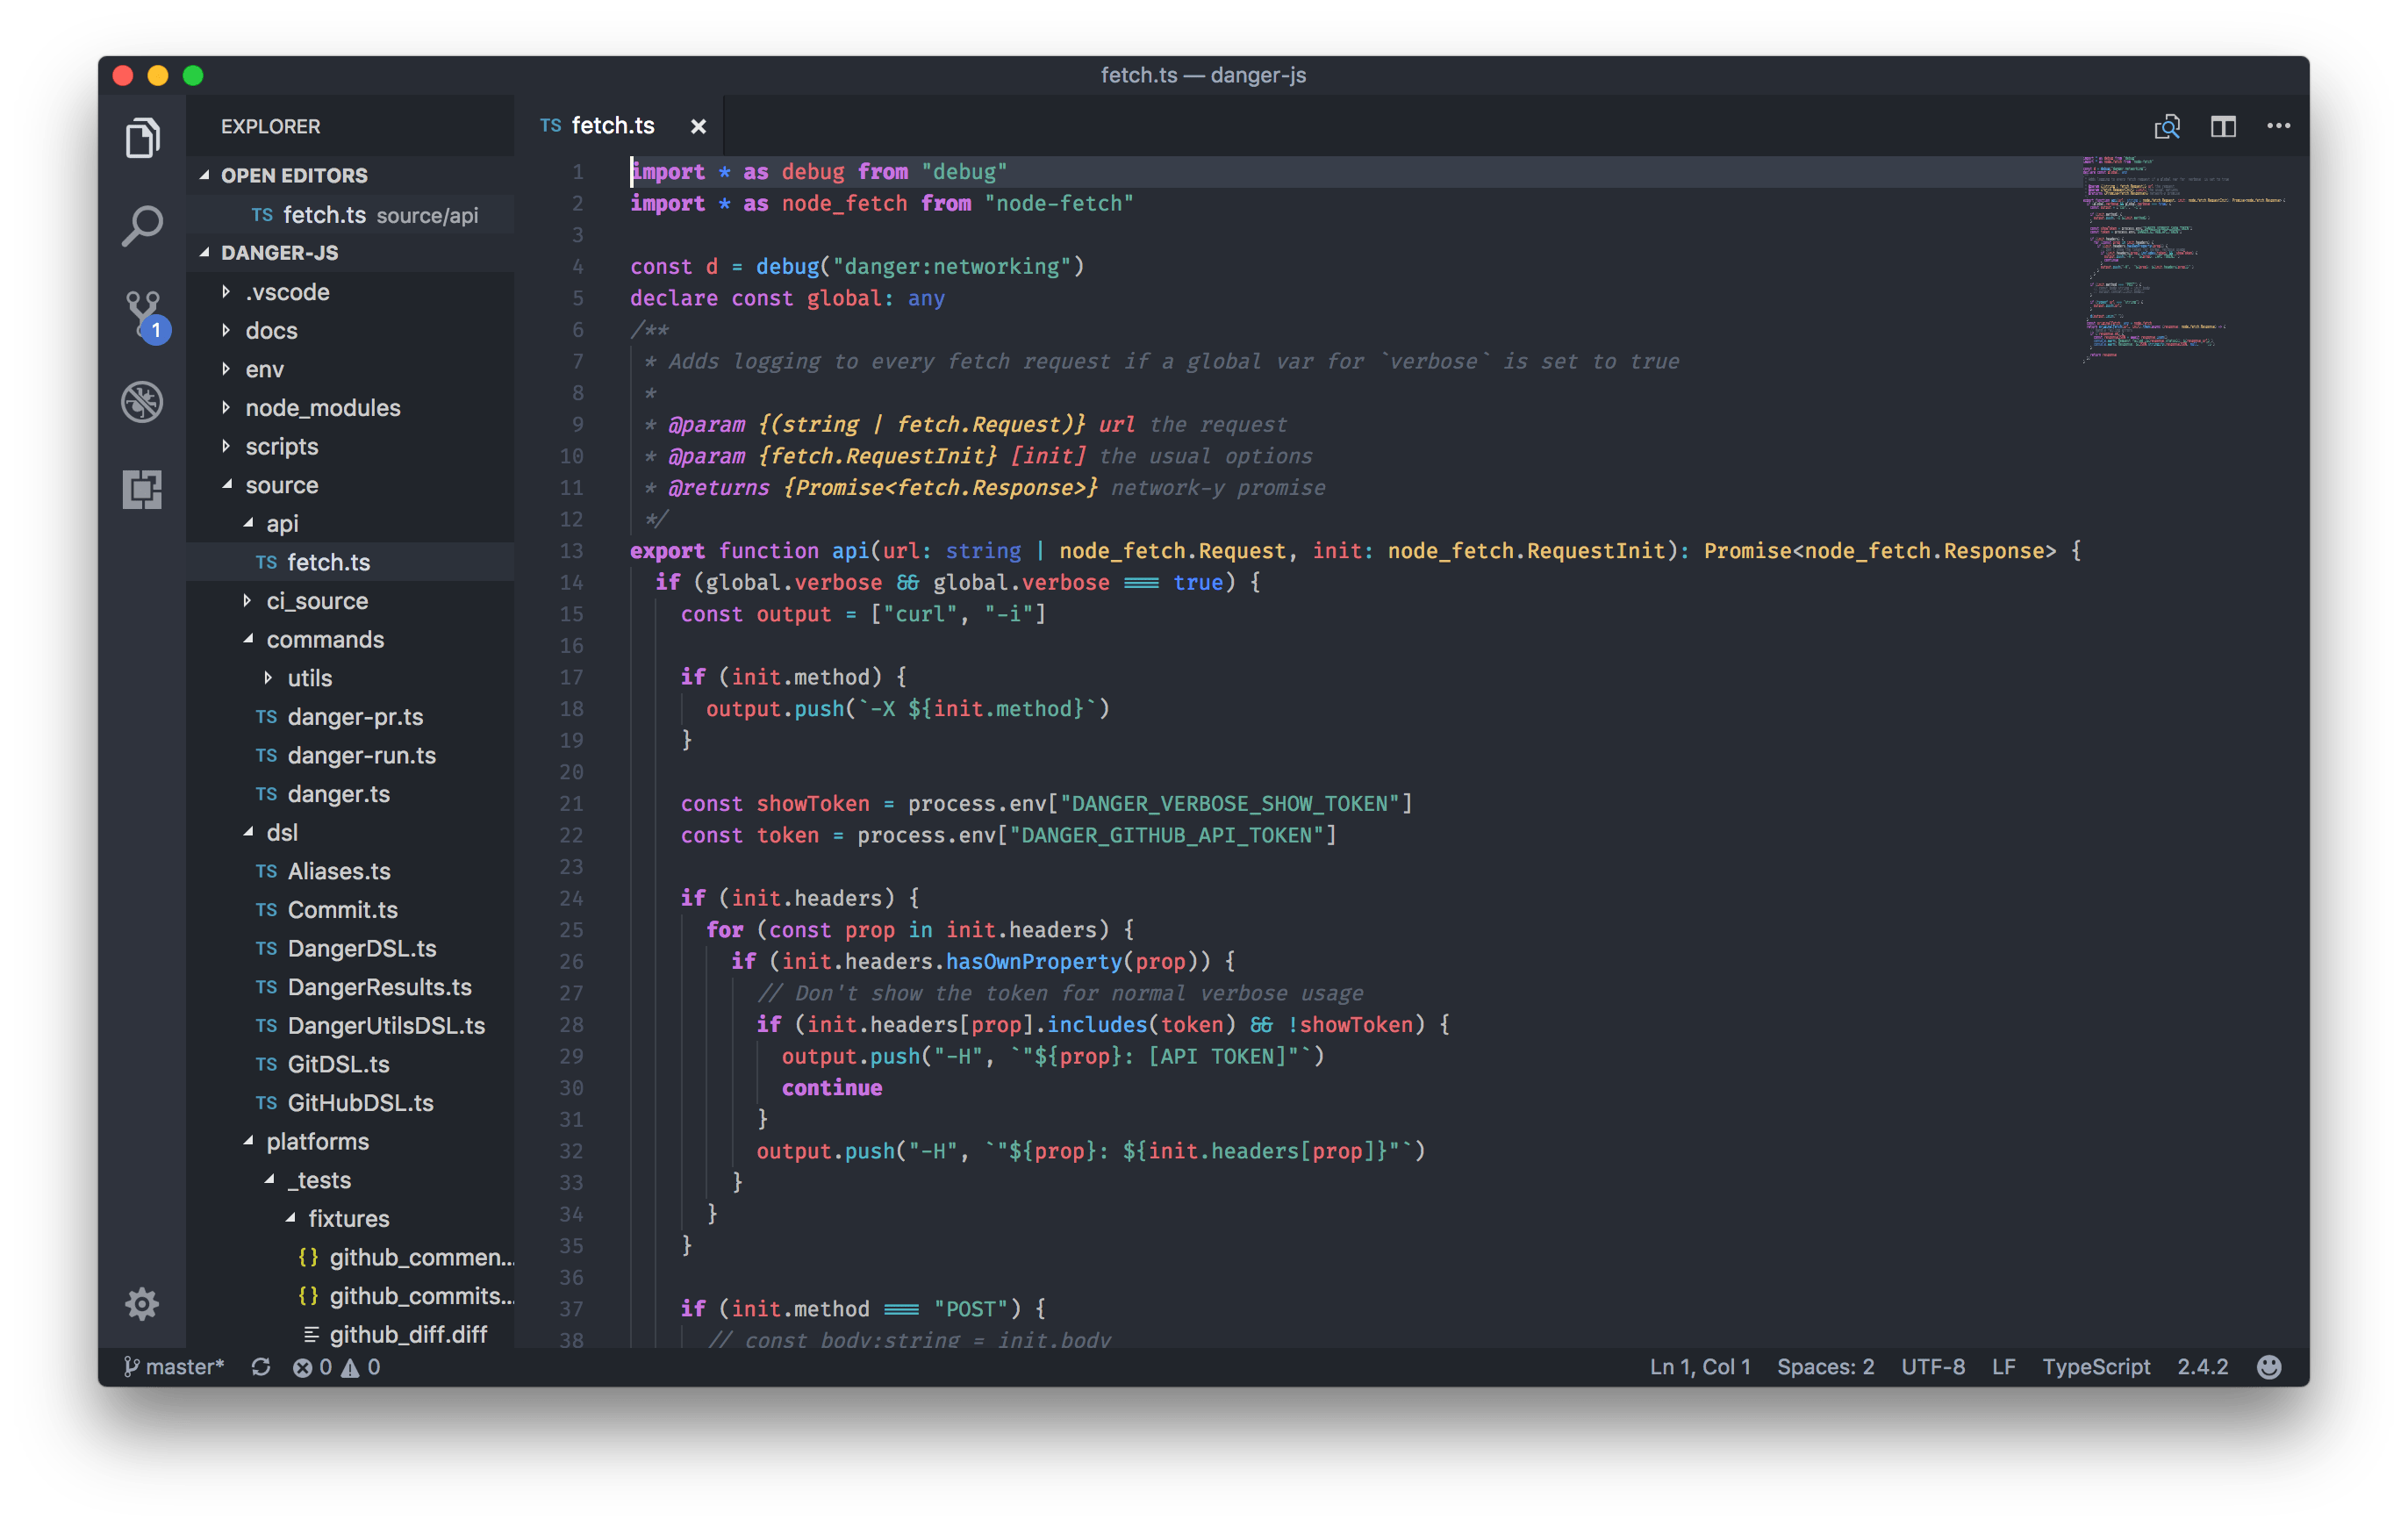 fetch.ts — danger-js
EXPLORER
OPEN EDITORS
TS fetch.ts source/api
DANGER-JS
.vscode
docs
env
node_modules
scripts
source
api
TS fetch.ts
ci_source
commands
utils
TS danger-pr.ts
TS danger-run.ts
TS danger.ts
dsl
TS Aliases.ts
TS Commit.ts
TS DangerDSL.ts
TS DangerResults.ts
TS DangerUtilsDSL.ts
TS GitDSL.ts
TS GitHubDSL.ts
platforms
_tests
fixtures
{} github_commen...
{} github_commits...
github_diff.diff
1
TS fetch.ts ×
1 import * as debug from "debug"
2 import * as node_fetch from "node-fetch"
3
4 const d = debug("danger:networking")
5 declare const global: any
6 /**
7 * Adds logging to every fetch request if a global var for `verbose` is set to true
8 *
9 * @param {(string | fetch.Request)} url the request
10 * @param {fetch.RequestInit} [init] the usual options
11 * @returns {Promise<fetch.Response>} network-y promise
12 */
13 export function api(url: string | node_fetch.Request, init: node_fetch.RequestInit): Promise<node_fetch.Response> {
14 if (global.verbose && global.verbose === true) {
15 const output = ["curl", "-i"]
16
17 if (init.method) {
18 output.push(`-X ${init.method}`)
19 }
20
21 const showToken = process.env["DANGER_VERBOSE_SHOW_TOKEN"]
22 const token = process.env["DANGER_GITHUB_API_TOKEN"]
23
24 if (init.headers) {
25 for (const prop in init.headers) {
26 if (init.headers.hasOwnProperty(prop)) {
27 // Don't show the token for normal verbose usage
28 if (init.headers[prop].includes(token) && !showToken) {
29 output.push("-H", `"${prop}: [API TOKEN]"`)
30 continue
31 }
32 output.push("-H", `"${prop}: ${init.headers[prop]}"`)
33 }
34 }
35 }
36
37 if (init.method === "POST") {
38 // const body:string = init.body
master* 0 0
Ln 1, Col 1 Spaces: 2 UTF-8 LF TypeScript 2.4.2